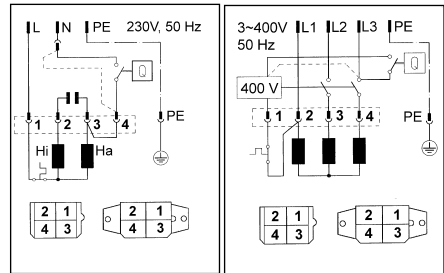 L N PE 230V, 50 Hz
Q
1 2 3 4 PE
Hi Ha
2 1
4 3
2 1
4 3
3~400V L1 L2 L3 PE
50 Hz
Q
400 V
1 2 3 4
PE
2 1
4 3
2 1
4 3